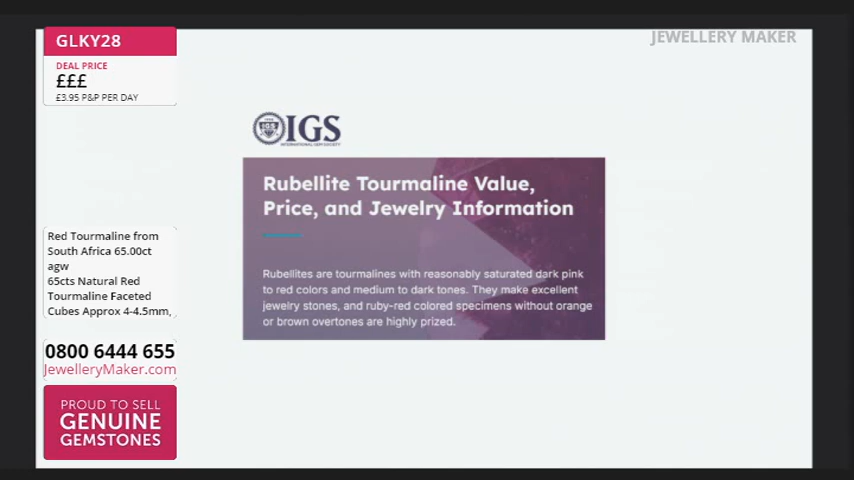 GLKY28
DEAL PRICE
£££
£3.95 P&P PER DAY
JEWELLERY MAKER
IGS
INTERNATIONAL GEM SOCIETY
Rubellite Tourmaline Value,
Price, and Jewelry Information
Rubellites are tourmalines with reasonably saturated dark pink
to red colors and medium to dark tones. They make excellent
jewelry stones, and ruby-red colored specimens without orange
or brown overtones are highly prized.
Red Tourmaline from
South Africa 65.00ct
agw
65cts Natural Red
Tourmaline Faceted
Cubes Approx 4-4.5mm,
0800 6444 655
JewelleryMaker.com
PROUD TO SELL
GENUINE
GEMSTONES